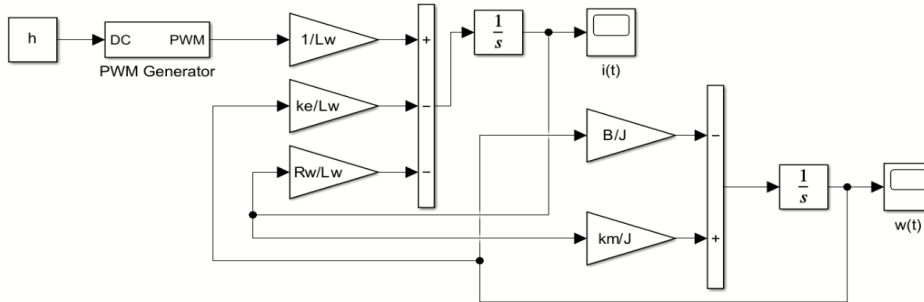 h
DC PWM
PWM Generator
1/Lw
+
ke/Lw
−
Rw/Lw
−
1
s
i(t)
B/J
−
km/J
+
1
s
w(t)